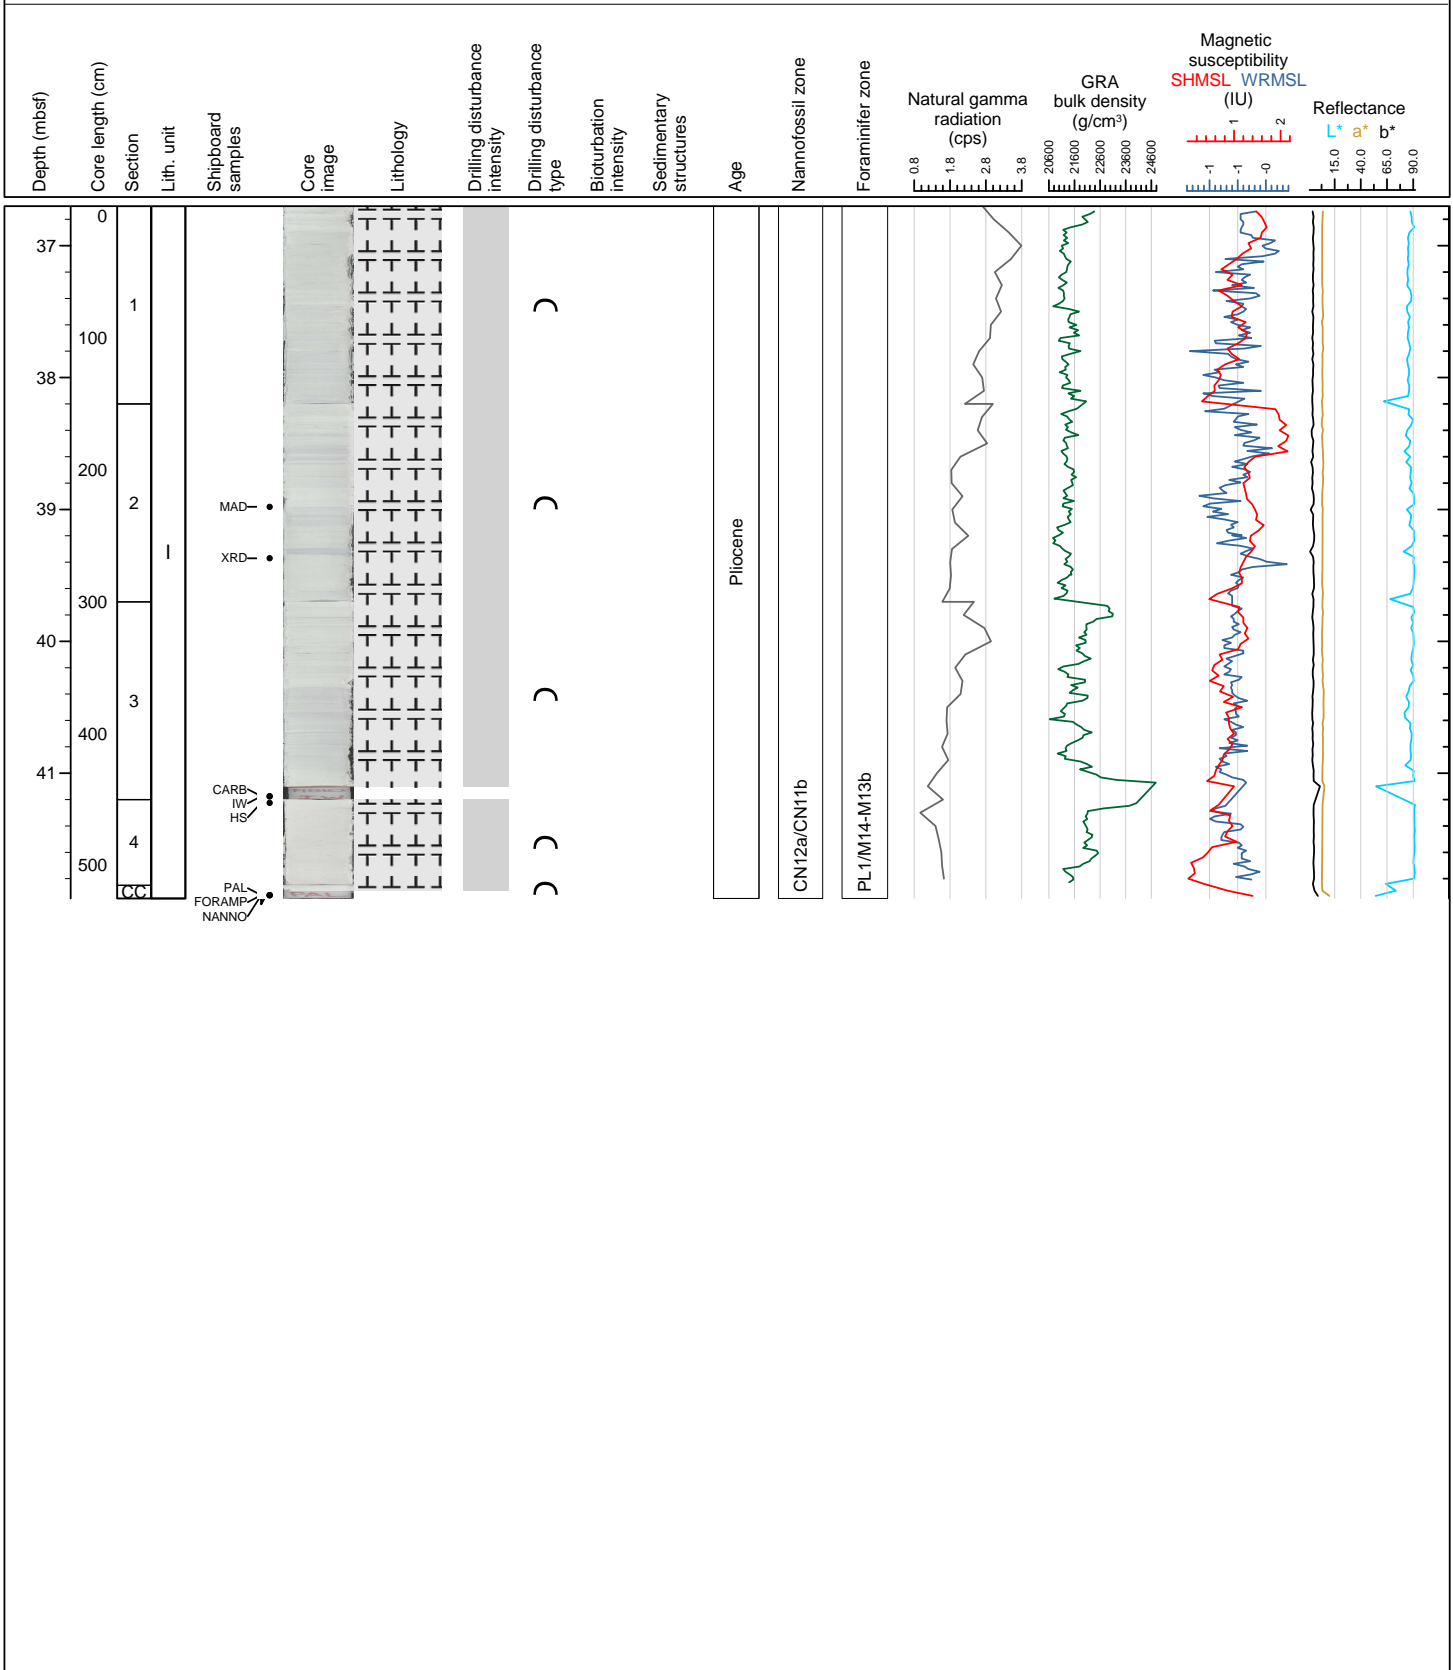 Depth (mbsf)
Core length (cm)
Section
Lith. unit
Shipboard
samples
Core
image
Lithology
Drilling disturbance
intensity
Drilling disturbance
type
Bioturbation
intensity
Sedimentary
structures
Age
Nannofossil zone
Foraminifer zone
Natural gamma
radiation
(cps)
0.8 1.8 2.8 3.8
GRA
bulk density
(g/cm³)
20600 21600 22600 23600 24600
Magnetic
susceptibility
SHMSL WRMSL
(IU)
1 2
-1 -1 -0
Reflectance
L* a* b*
15.0 40.0 65.0 90.0
37
38
39
40
41
0
100
200
300
400
500
1
2
3
4
CC
I
MAD
XRD
CARB
IW
HS
PAL
FORAMP
NANNO
PAL
Pliocene
CN12a/CN11b
PL1/M14-M13b